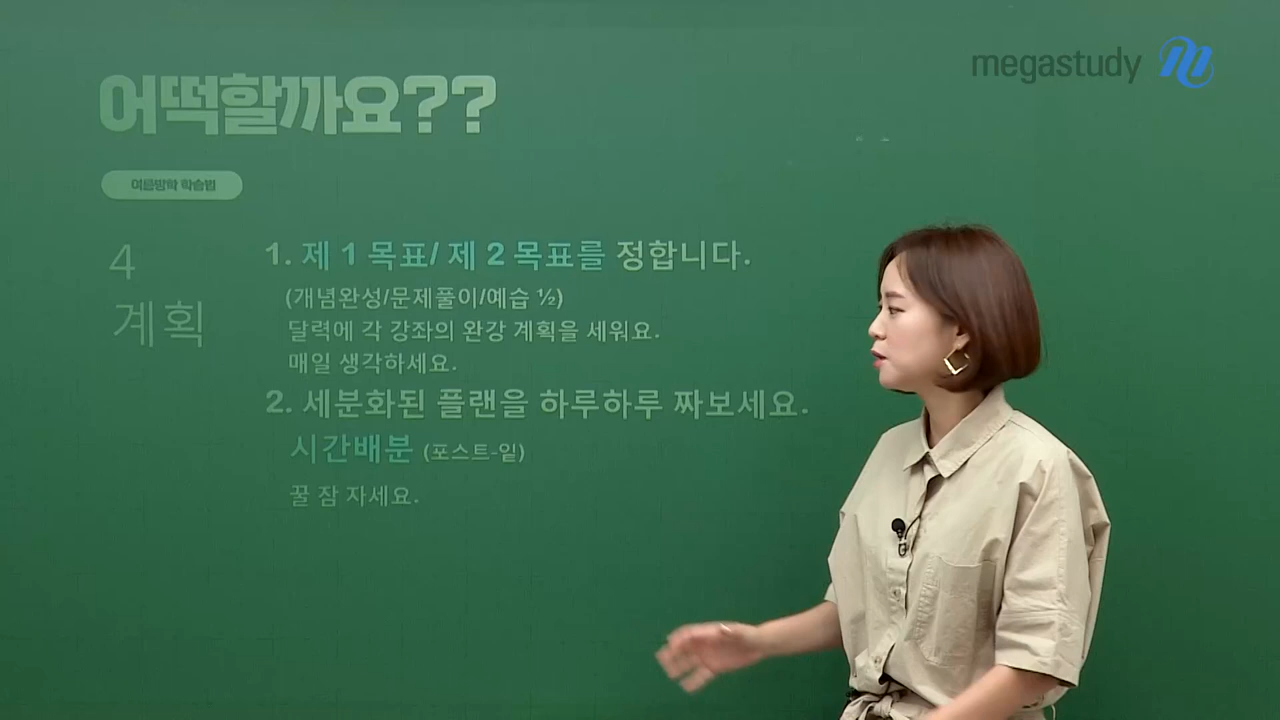 megastudy
어떡할까요??
여름방학 학습법
4
계획
1. 제 1 목표/ 제 2 목표를 정합니다.
(개념완성/문제풀이/예습 ½)
달력에 각 강좌의 완강 계획을 세워요.
매일 생각하세요.
2. 세분화된 플랜을 하루하루 짜보세요.
시간배분 (포스트-잍)
꿀 잠 자세요.